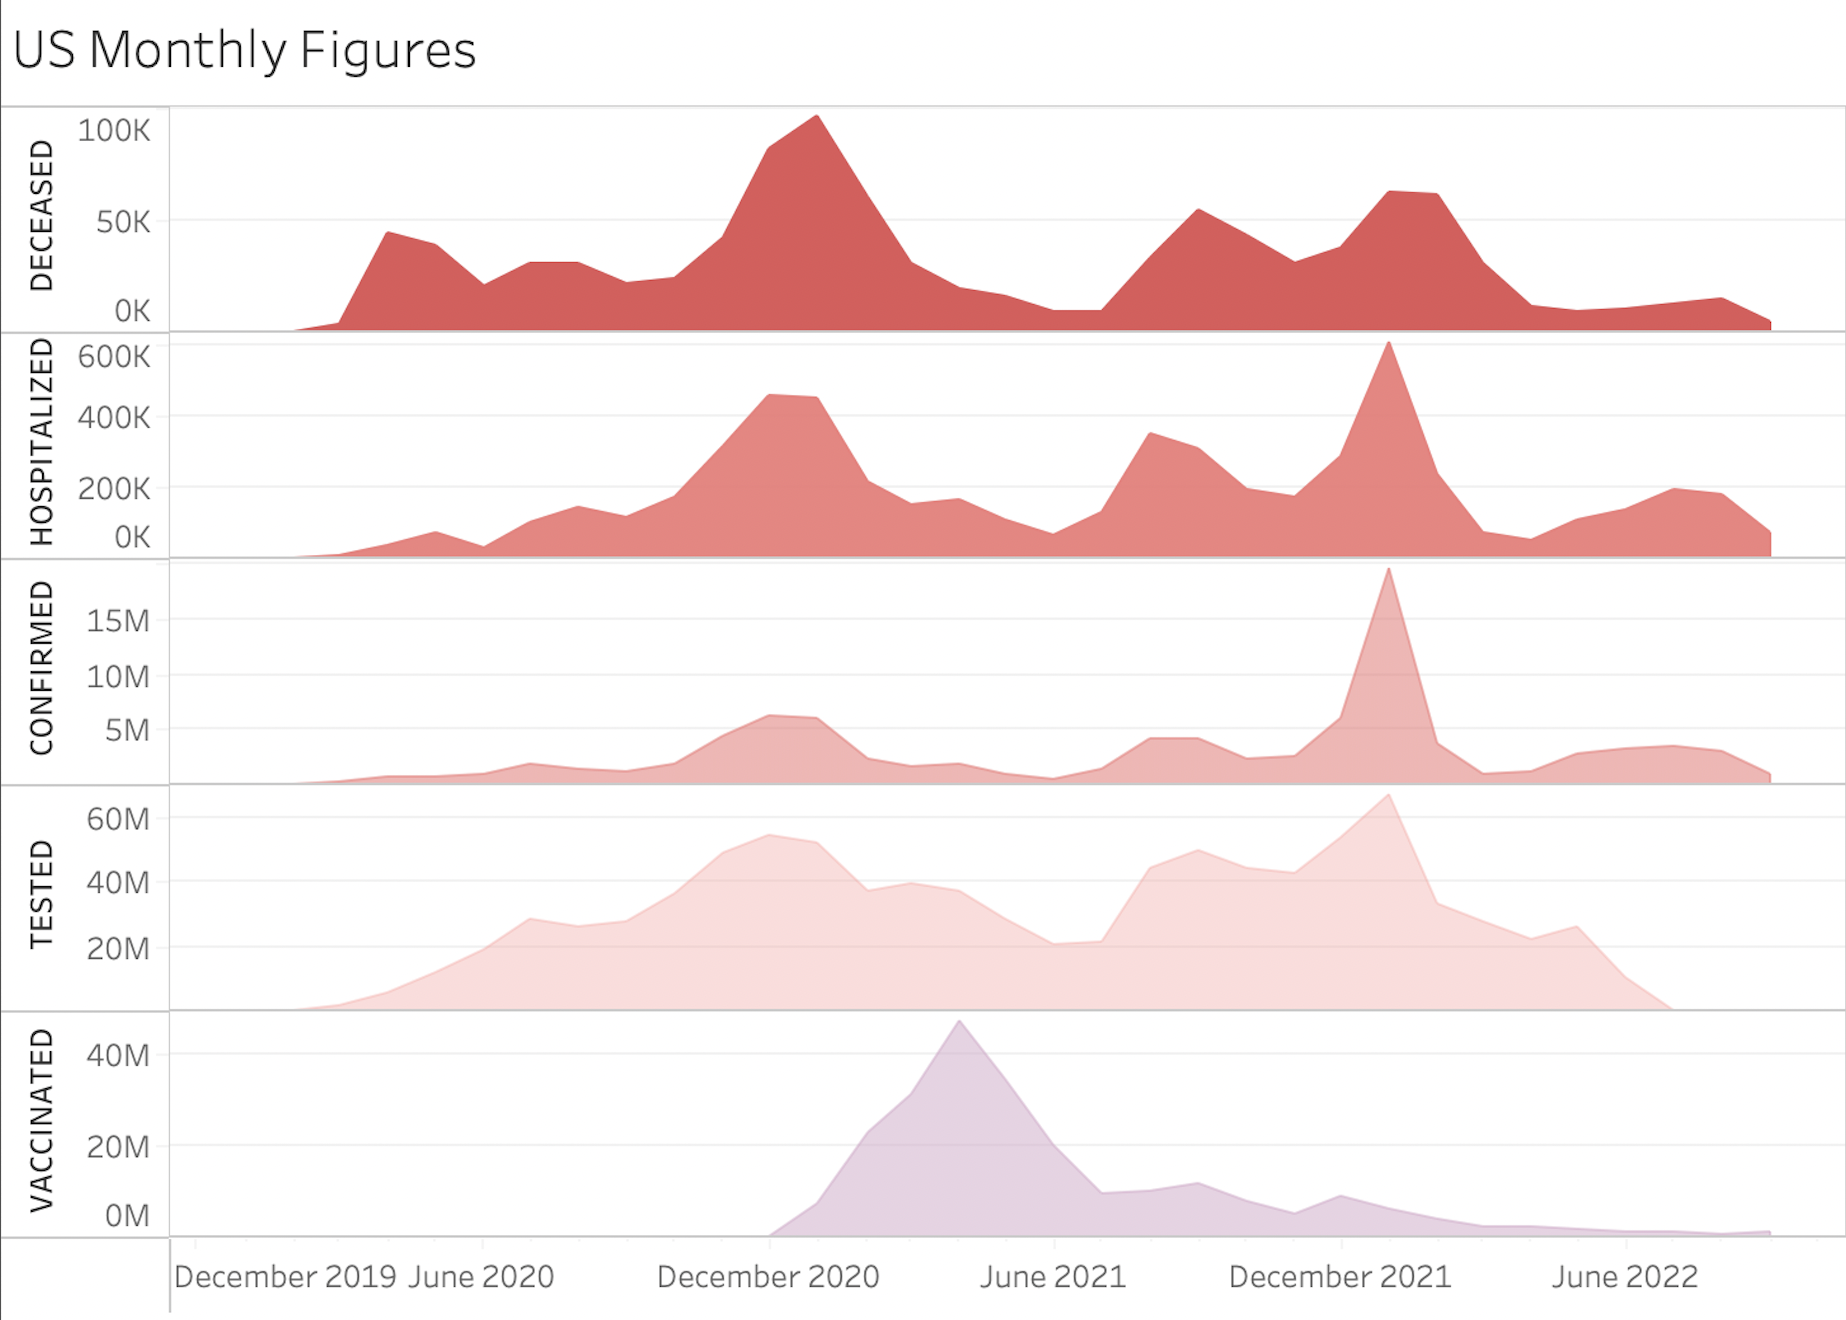 US Monthly Figures
DECEASED
100K
50K
0K
HOSPITALIZED
600K
400K
200K
0K
CONFIRMED
15M
10M
5M
TESTED
60M
40M
20M
VACCINATED
40M
20M
0M
December 2019 June 2020 December 2020 June 2021 December 2021 June 2022